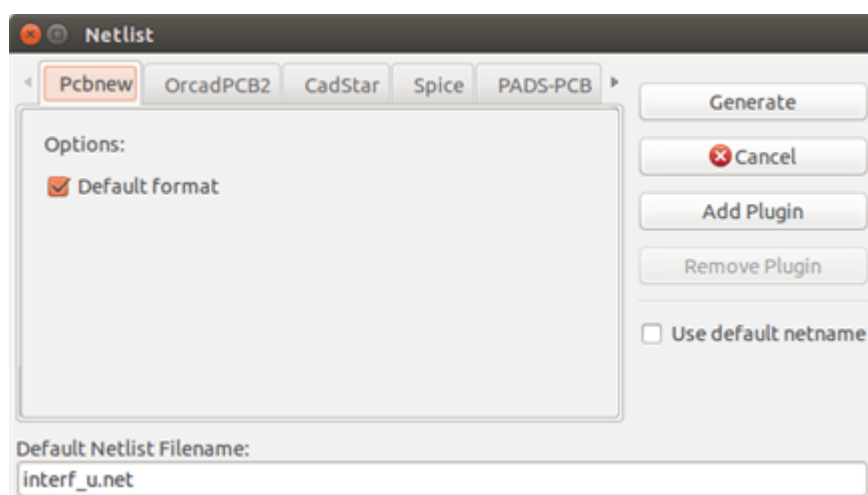 Netlist
Pcbnew OrcadPCB2 CadStar Spice PADS-PCB
Generate
Options:
Cancel
Default format
Add Plugin
Remove Plugin
Use default netname
Default Netlist Filename:
interf_u.net